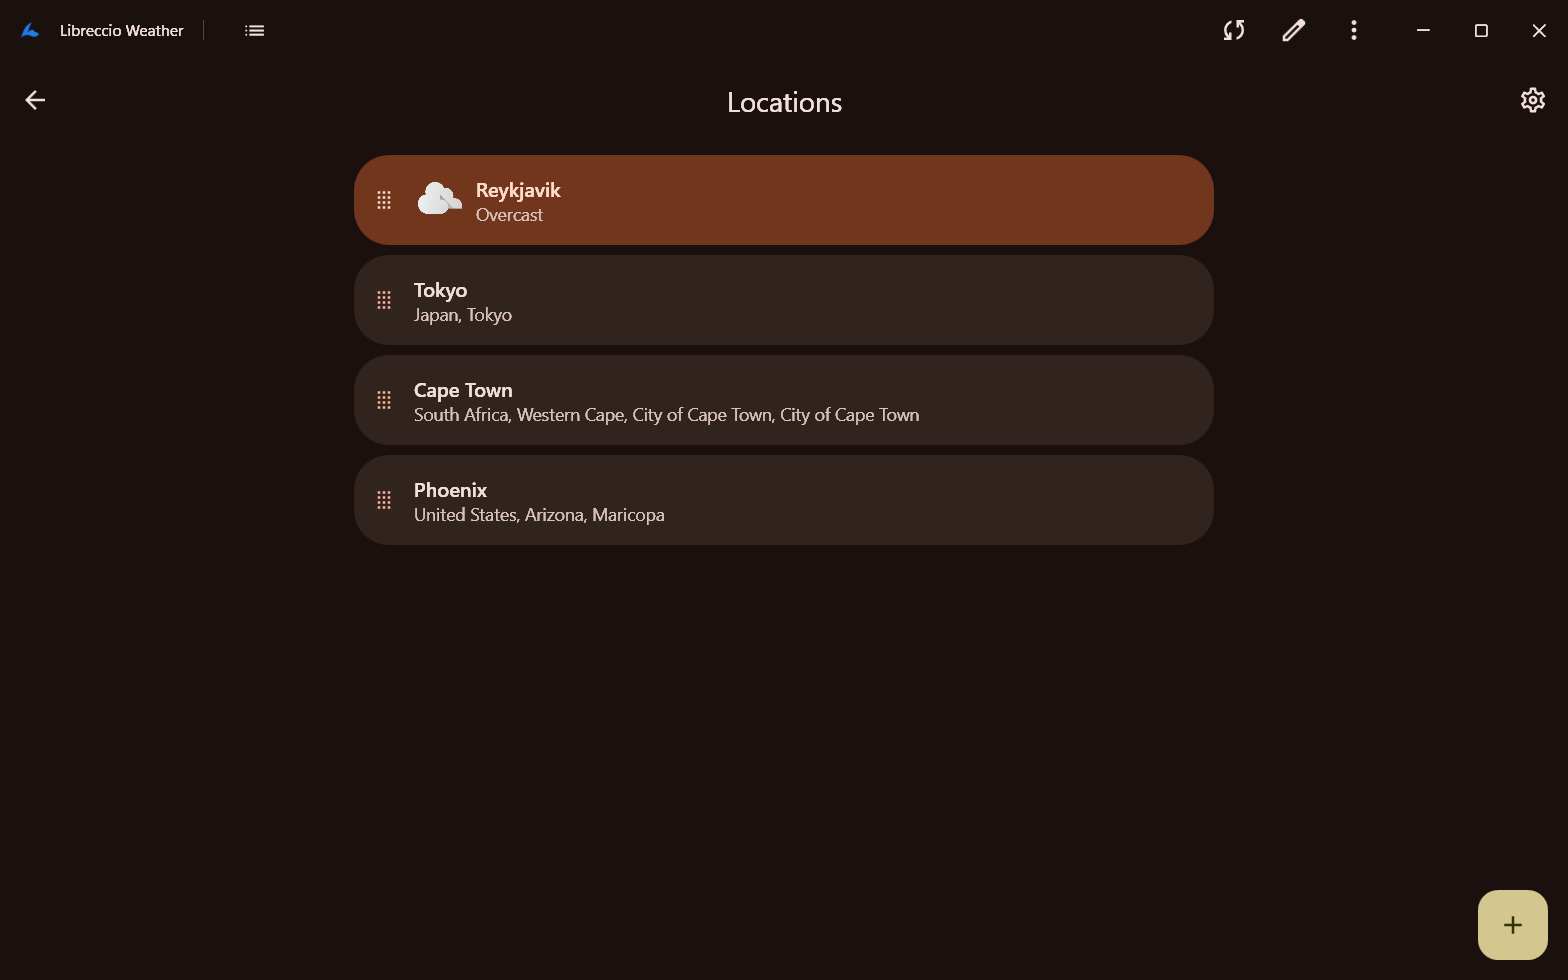 Libreccio Weather
Locations
Reykjavik
Overcast
Tokyo
Japan, Tokyo
Cape Town
South Africa, Western Cape, City of Cape Town, City of Cape Town
Phoenix
United States, Arizona, Maricopa